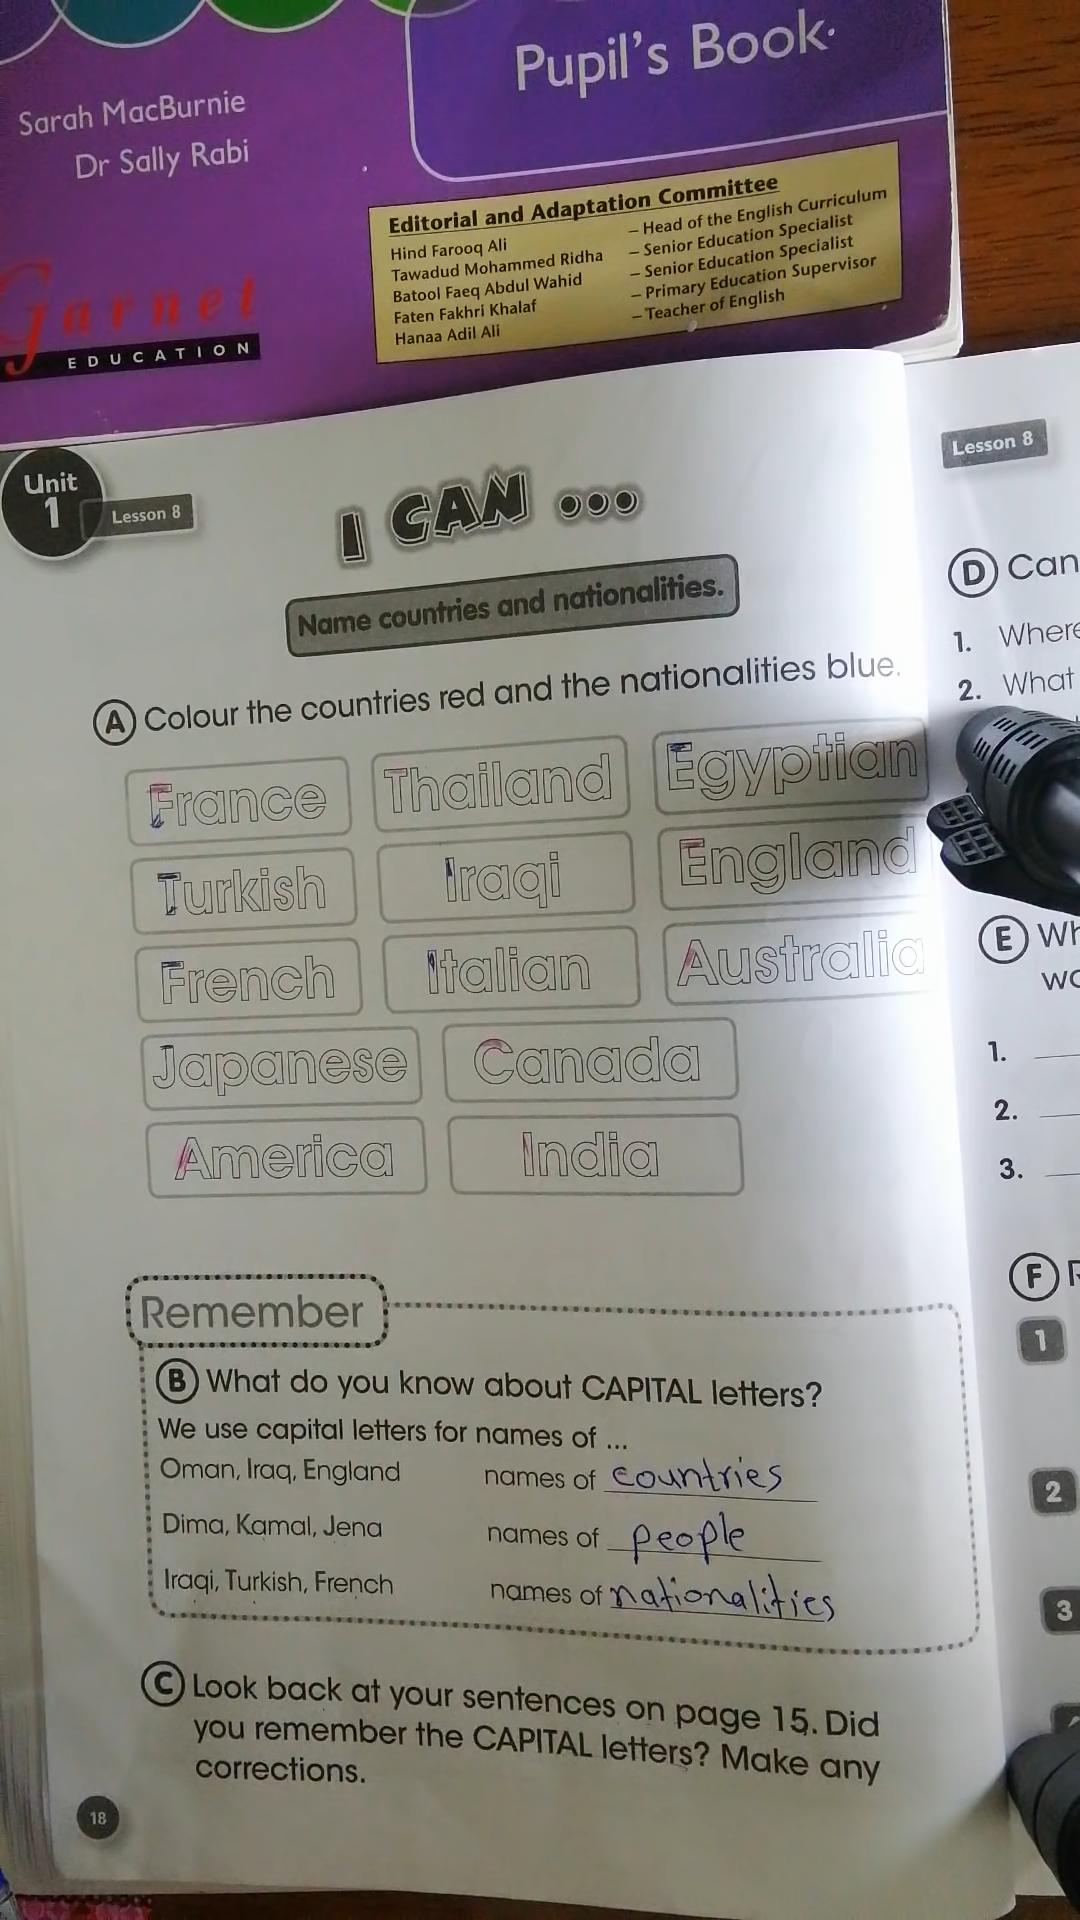 Pupil's Book
Sarah MacBurnie
Dr Sally Rabi
Editorial and Adaptation Committee
Hind Farooq Ali – Head of the English Curriculum
Tawadud Mohammed Ridha – Senior Education Specialist
Batool Faeq Abdul Wahid – Senior Education Specialist
Faten Fakhri Khalaf – Primary Education Supervisor
Hanaa Adil Ali – Teacher of English
Garnet
EDUCATION
Unit
1
Lesson 8
I CAN ...
Name countries and nationalities.
A Colour the countries red and the nationalities blue.
France Thailand Egyptian
Turkish Iraqi England
French Italian Australia
Japanese Canada
America India
Remember
B What do you know about CAPITAL letters?
We use capital letters for names of ...
Oman, Iraq, England names of countries
Dima, Kamal, Jena names of people
Iraqi, Turkish, French names of nationalities
C Look back at your sentences on page 15. Did
you remember the CAPITAL letters? Make any
corrections.
18
Lesson 8
D Can
1. Where
2. What
E
1.
2.
3.
F
1
2
3